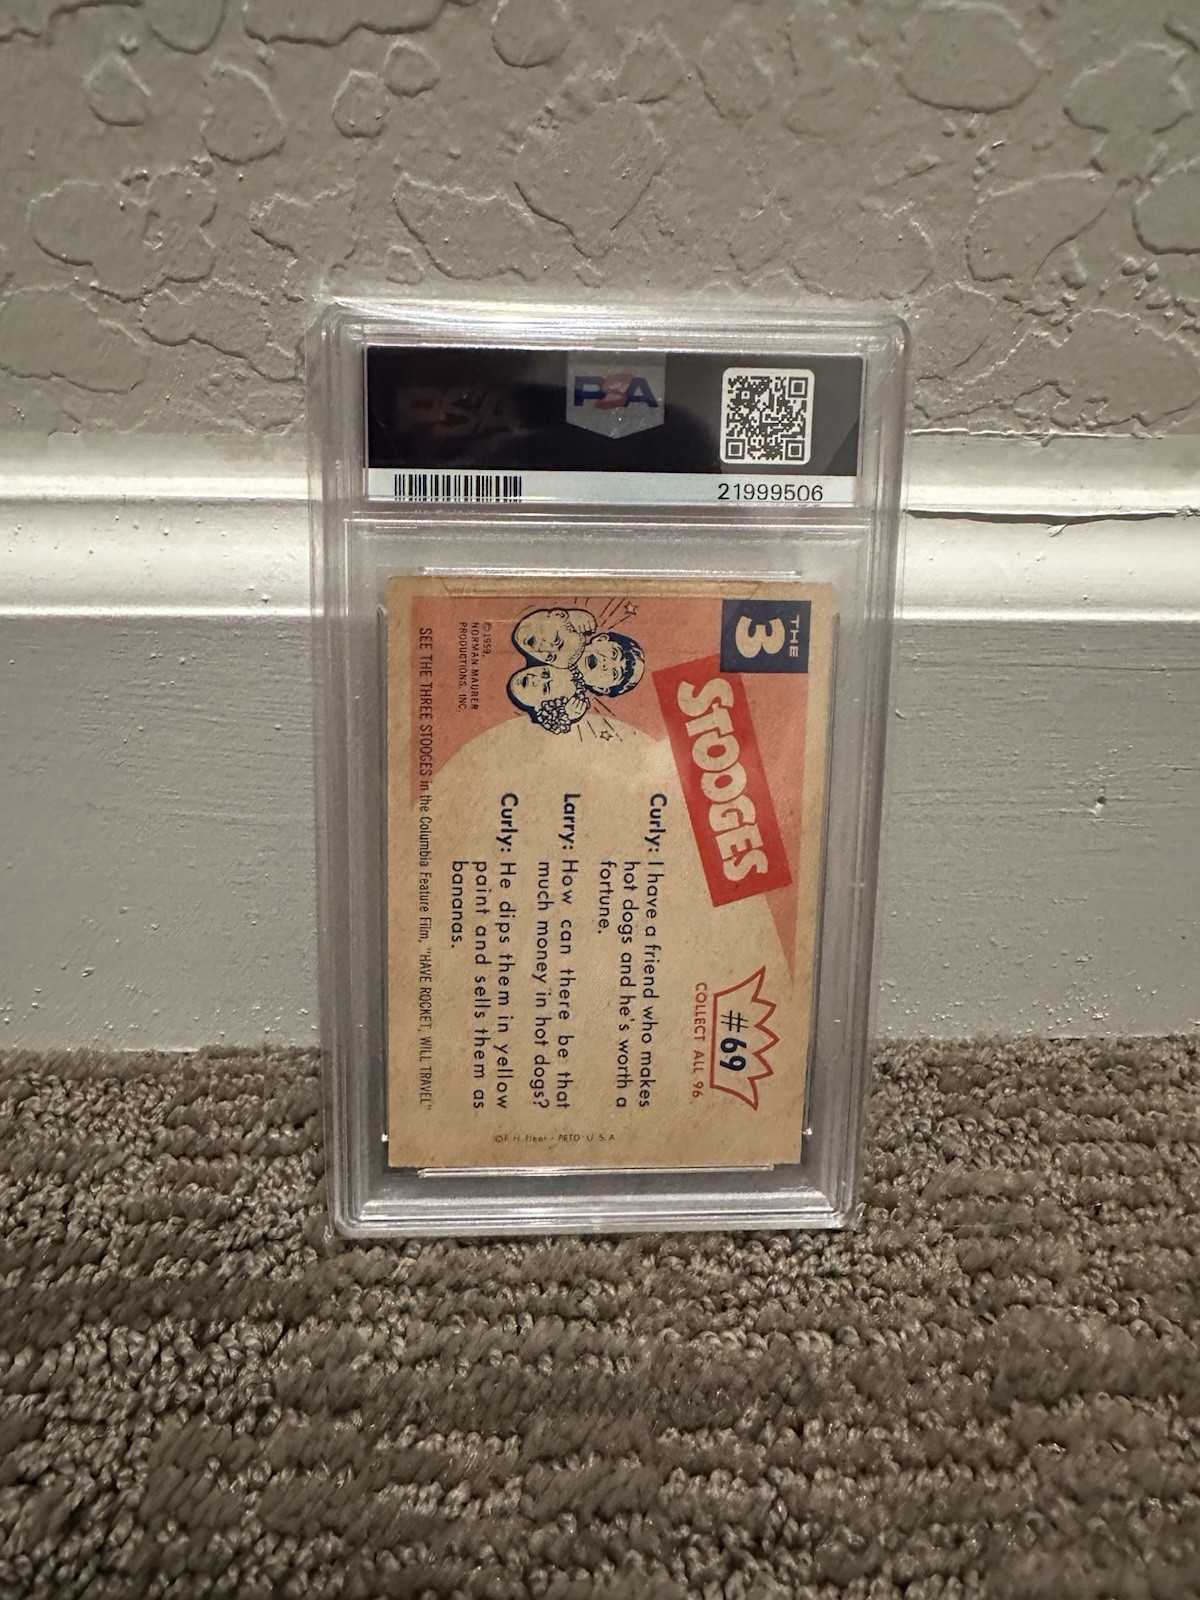 PSA
PSA
21999506
THE
3
STOOGES
#69
COLLECT ALL 96
Curly: I have a friend who makes
hot dogs and he's worth a
fortune.
Larry: How can there be that
much money in hot dogs?
Curly: He dips them in yellow
paint and sells them as
bananas.
© 1959,
NORMAN MAURER
PRODUCTIONS, INC.
SEE THE THREE STOOGES in the Columbia Feature Film, "HAVE ROCKET, WILL TRAVEL"
©F. H. Fleer - PRTD U.S.A